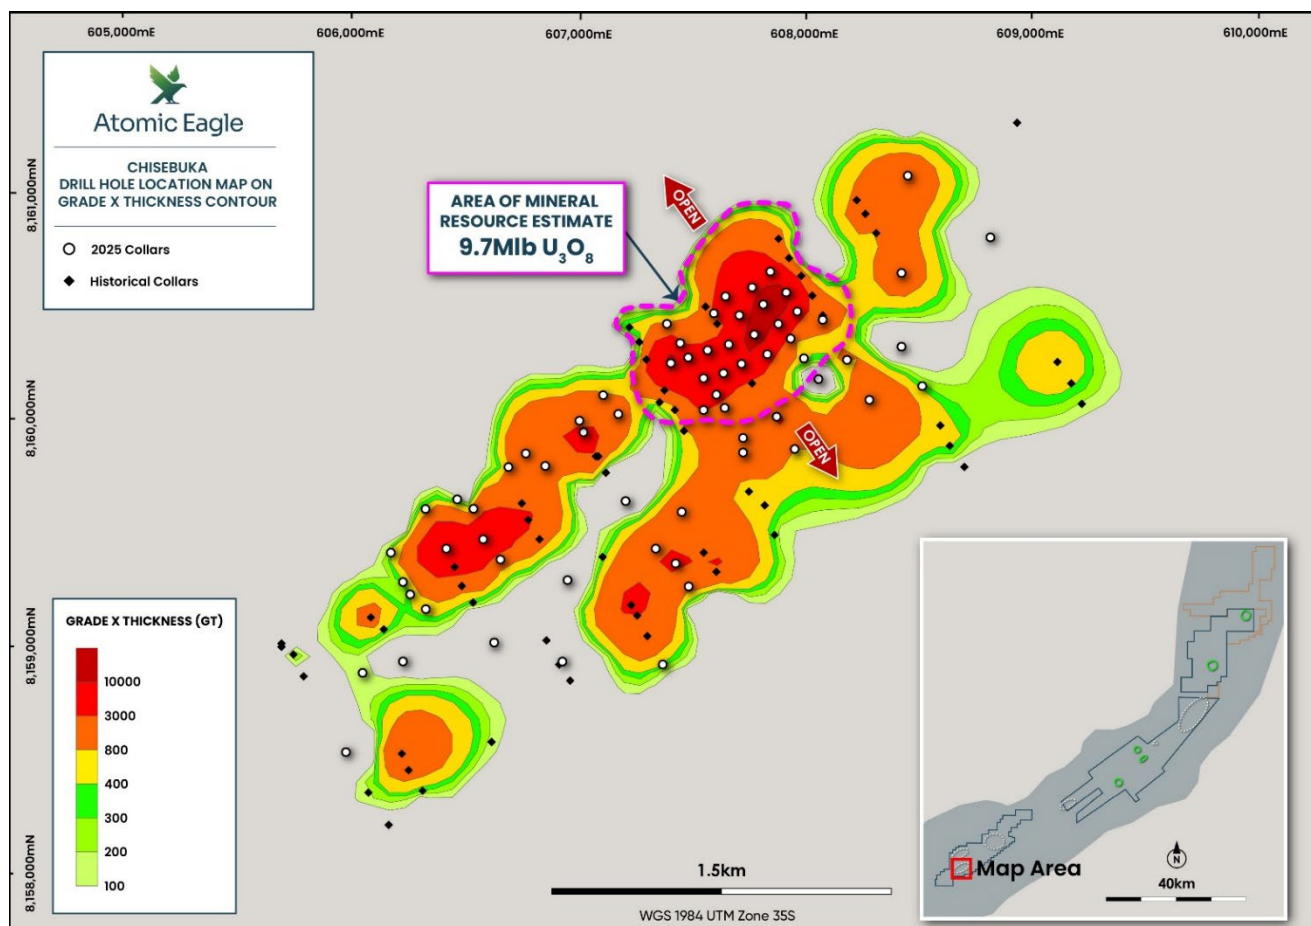 605,000mE
606,000mE
607,000mE
608,000mE
609,000mE
610,000mE
8,161,000mN
8,160,000mN
8,159,000mN
8,158,000mN
Atomic Eagle
CHISEBUKA
DRILL HOLE LOCATION MAP ON
GRADE X THICKNESS CONTOUR
2025 Collars
Historical Collars
AREA OF MINERAL
RESOURCE ESTIMATE
9.7Mlb U₃O₈
OPEN
OPEN
GRADE X THICKNESS (GT)
10000
3000
800
400
300
200
100
1.5km
WGS 1984 UTM Zone 35S
Map Area
N
40km